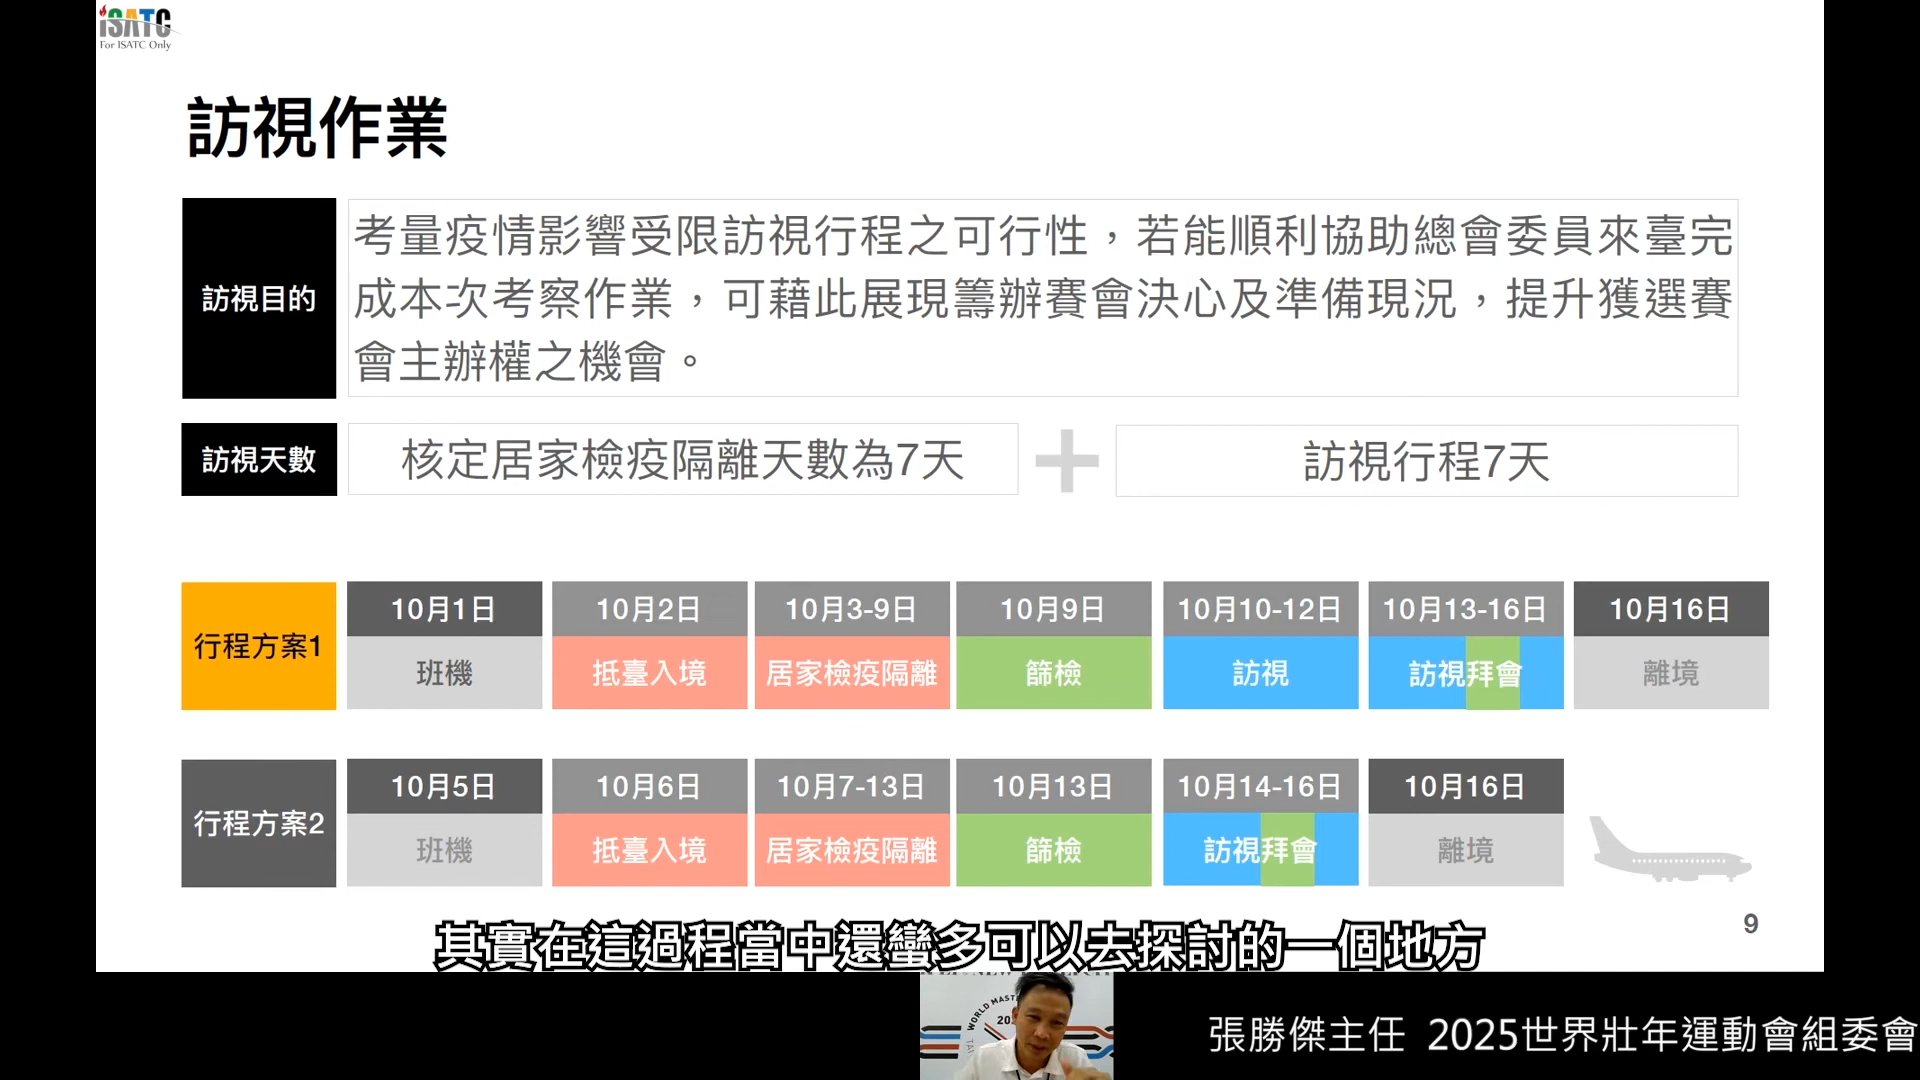 iSATC
For ISATC Only
訪視作業
訪視目的
考量疫情影響受限訪視行程之可行性，若能順利協助總會委員來臺完
成本次考察作業，可藉此展現籌辦賽會決心及準備現況，提升獲選賽
會主辦權之機會。
訪視天數
核定居家檢疫隔離天數為7天
訪視行程7天
行程方案1
10月1日
班機
10月2日
抵臺入境
10月3-9日
居家檢疫隔離
10月9日
篩檢
10月10-12日
訪視
10月13-16日
訪視拜會
10月16日
離境
行程方案2
10月5日
班機
10月6日
抵臺入境
10月7-13日
居家檢疫隔離
10月13日
篩檢
10月14-16日
訪視拜會
10月16日
離境
9
其實在這過程當中還蠻多可以去探討的一個地方
WORLD MAST
20
張勝傑主任 2025世界壯年運動會組委會